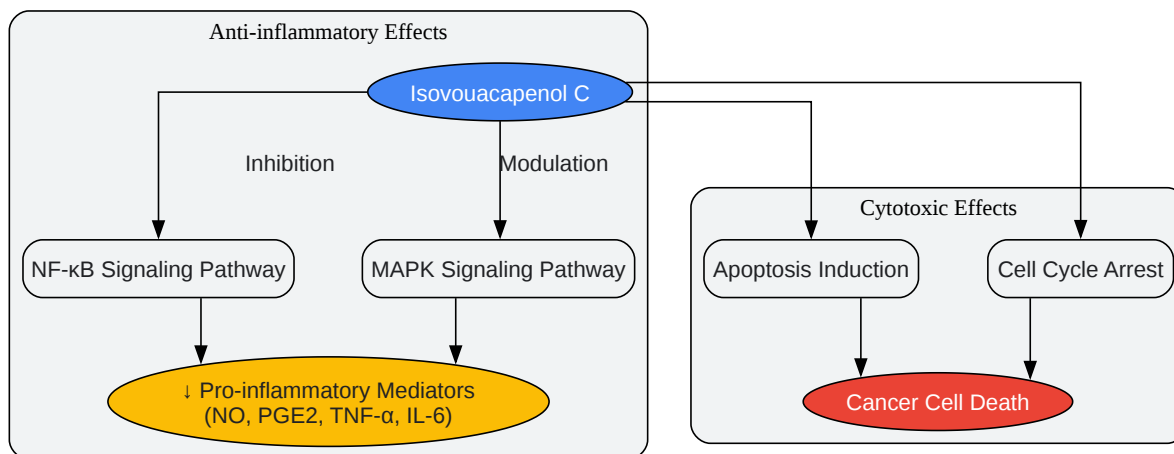 Anti-inflammatory Effects
Isovouacapenol C
Inhibition
Modulation
Cytotoxic Effects
NF-κB Signaling Pathway
MAPK Signaling Pathway
Apoptosis Induction
Cell Cycle Arrest
↓ Pro-inflammatory Mediators
(NO, PGE2, TNF-α, IL-6)
Cancer Cell Death